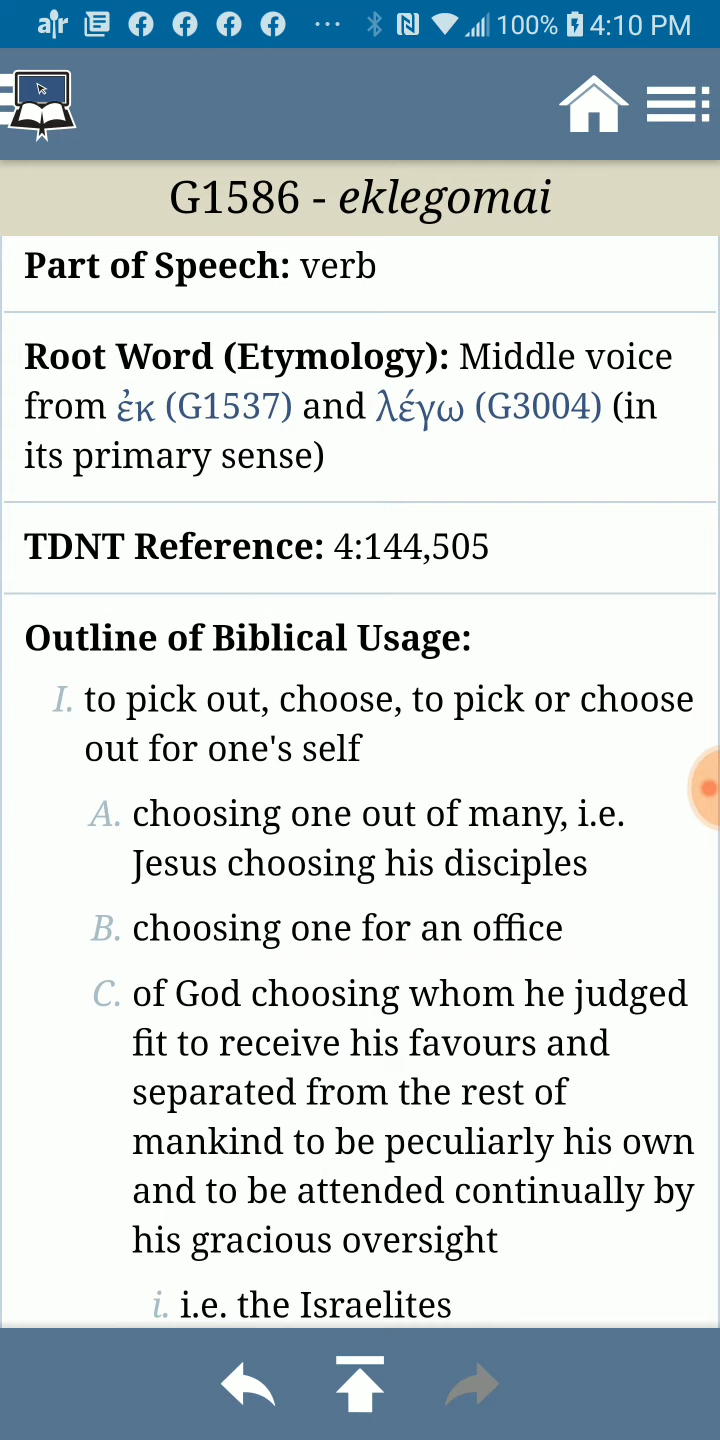 100% 4:10 PM
G1586 - eklegomai
Part of Speech: verb
Root Word (Etymology): Middle voice
from ἐκ (G1537) and λέγω (G3004) (in
its primary sense)
TDNT Reference: 4:144,505
Outline of Biblical Usage:
I. to pick out, choose, to pick or choose
out for one's self
A. choosing one out of many, i.e.
Jesus choosing his disciples
B. choosing one for an office
C. of God choosing whom he judged
fit to receive his favours and
separated from the rest of
mankind to be peculiarly his own
and to be attended continually by
his gracious oversight
i. i.e. the Israelites